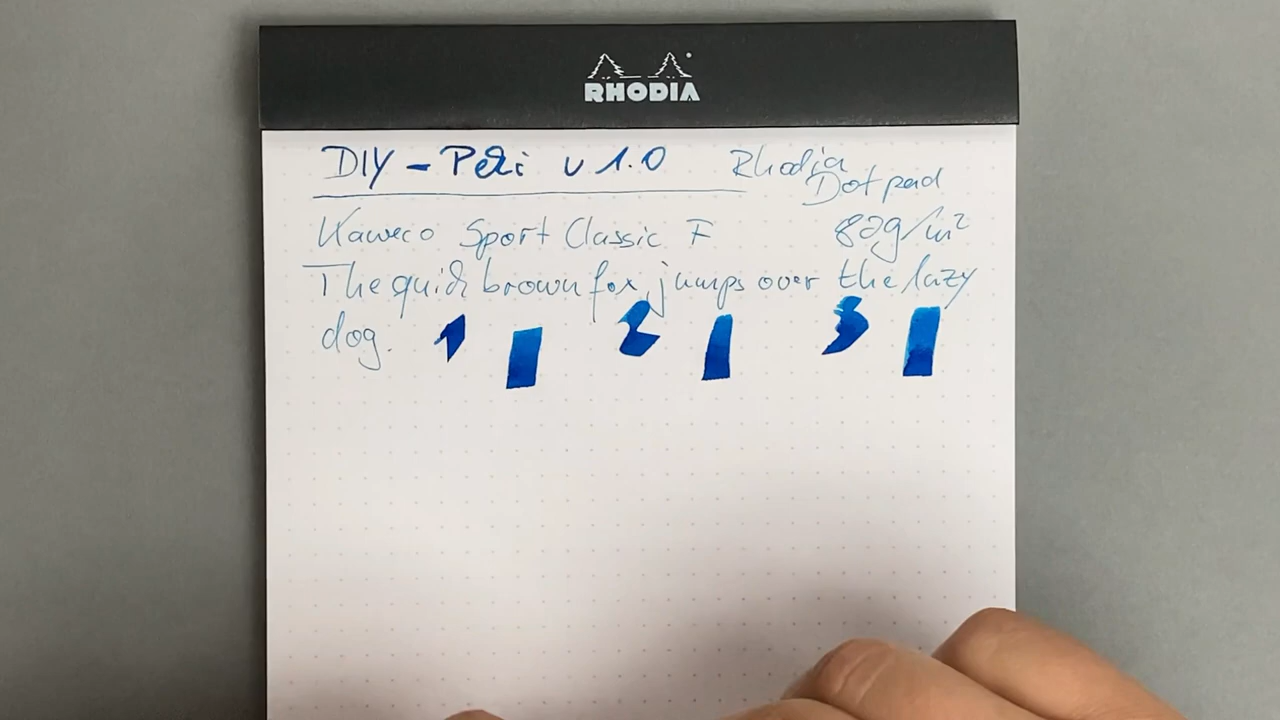 RHODIA
DIY - Peki v 1.0
Rhodia
Dot pad
Kaweco Sport Classic F
80g/m²
The quick brown fox jumps over the lazy
dog. 1 2 3